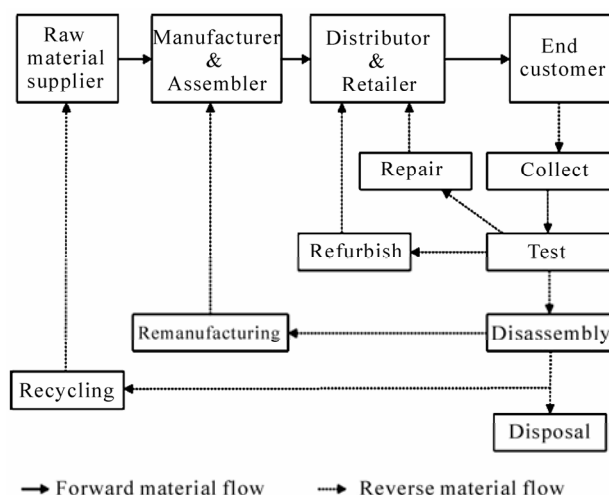 Raw
material
supplier
Manufacturer
&
Assembler
Distributor
&
Retailer
End
customer
Repair
Collect
Refurbish
Test
Remanufacturing
Disassembly
Recycling
Disposal
Forward material flow
Reverse material flow